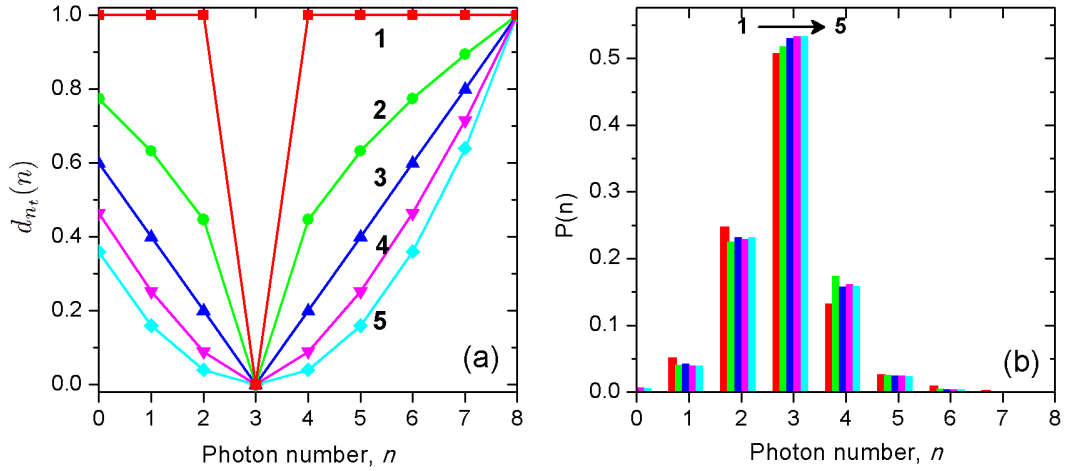 1.0
0.8
0.6
0.4
0.2
0.0
d_{n_t}(n)
1
2
3
4
5
(a)
0 1 2 3 4 5 6 7 8
Photon number, n
1 → 5
0.5
0.4
0.3
0.2
0.1
0.0
P(n)
(b)
0 1 2 3 4 5 6 7 8
Photon number, n